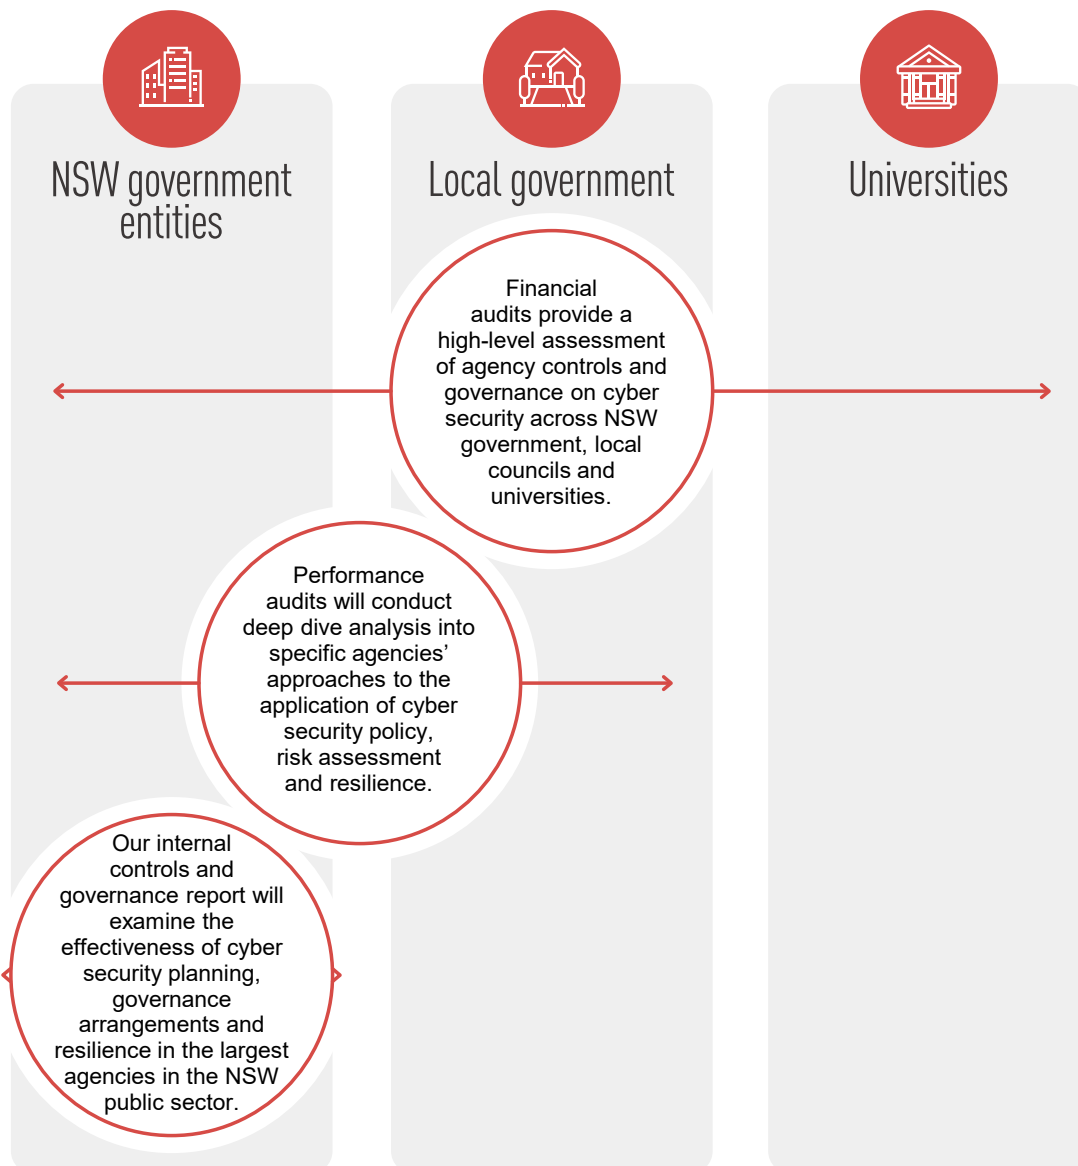 NSW government
entities
Local government
Universities
Financial
audits provide a
high-level assessment
of agency controls and
governance on cyber
security across NSW
government, local
councils and
universities.
Performance
audits will conduct
deep dive analysis into
specific agencies’
approaches to the
application of cyber
security policy,
risk assessment
and resilience.
Our internal
controls and
governance report will
examine the
effectiveness of cyber
security planning,
governance
arrangements and
resilience in the largest
agencies in the NSW
public sector.